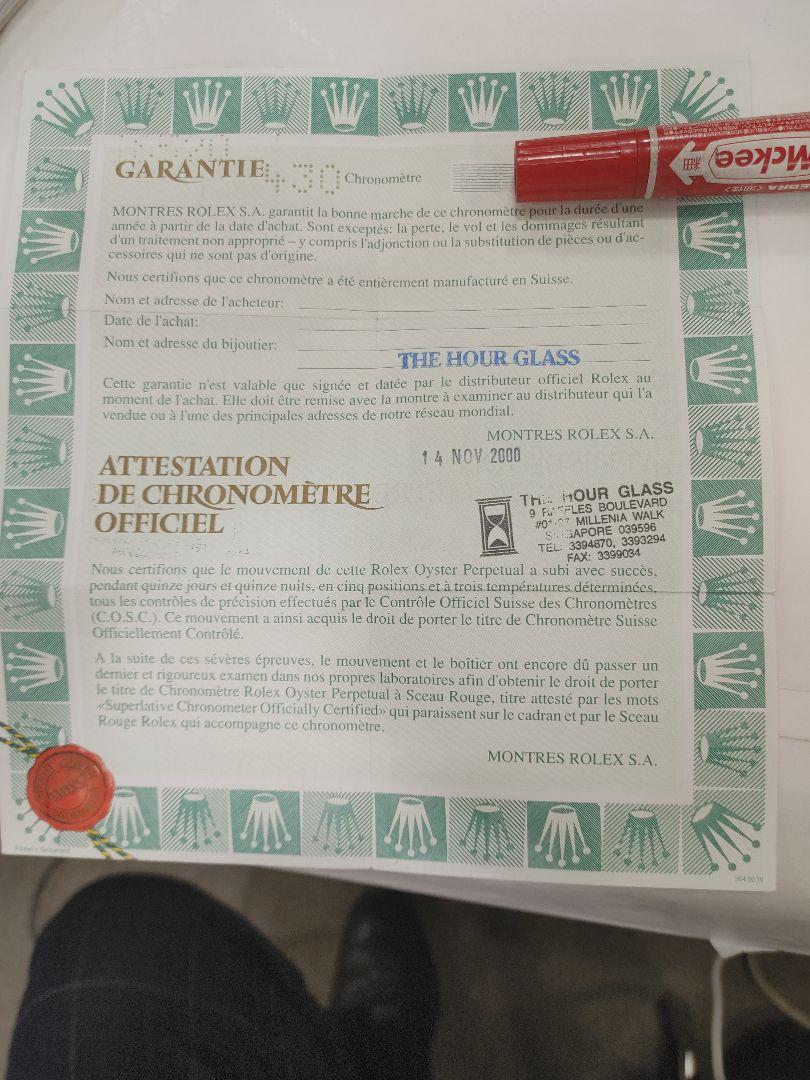 GARANTIE 430 Chronomètre
MONTRES ROLEX S.A. garantit la bonne marche de ce chronomètre pour la durée d'une
année à partir de la date d'achat. Sont exceptés: la perte, le vol et les dommages résultant
d'un traitement non approprié – y compris l'adjonction ou la substitution de pièces ou d'ac-
cessoires qui ne sont pas d'origine.
Nous certifions que ce chronomètre a été entièrement manufacturé en Suisse.
Nom et adresse de l'acheteur:
Date de l'achat:
Nom et adresse du bijoutier:
THE HOUR GLASS
Cette garantie n'est valable que signée et datée par le distributeur officiel Rolex au
moment de l'achat. Elle doit être remise avec la montre à examiner au distributeur qui l'a
vendue ou à l'une des principales adresses de notre réseau mondial.
MONTRES ROLEX S.A.
14 NOV 2000
ATTESTATION
DE CHRONOMÈTRE
OFFICIEL
THE HOUR GLASS
9 RAFFLES BOULEVARD
MILLENIA WALK
SINGAPORE 039596
TEL: 3394870, 3393294
FAX: 3399034
Nous certifions que le mouvement de cette Rolex Oyster Perpetual a subi avec succès,
pendant quinze jours et quinze nuits, en cinq positions et à trois températures déterminées,
tous les contrôles de précision effectués par le Contrôle Officiel Suisse des Chronomètres
(C.O.S.C.). Ce mouvement a ainsi acquis le droit de porter le titre de Chronomètre Suisse
Officiellement Contrôlé.
A la suite de ces sévères épreuves, le mouvement et le boîtier ont encore dû passer un
dernier et rigoureux examen dans nos propres laboratoires afin d'obtenir le droit de porter
le titre de Chronomètre Rolex Oyster Perpetual à Sceau Rouge, titre attesté par les mots
«Superlative Chronometer Officially Certified» qui paraissent sur le cadran et par le Sceau
Rouge Rolex qui accompagne ce chronomètre.
MONTRES ROLEX S.A.
Printed in Switzerland
564.00.1V
Mckee
細
ZEBRA